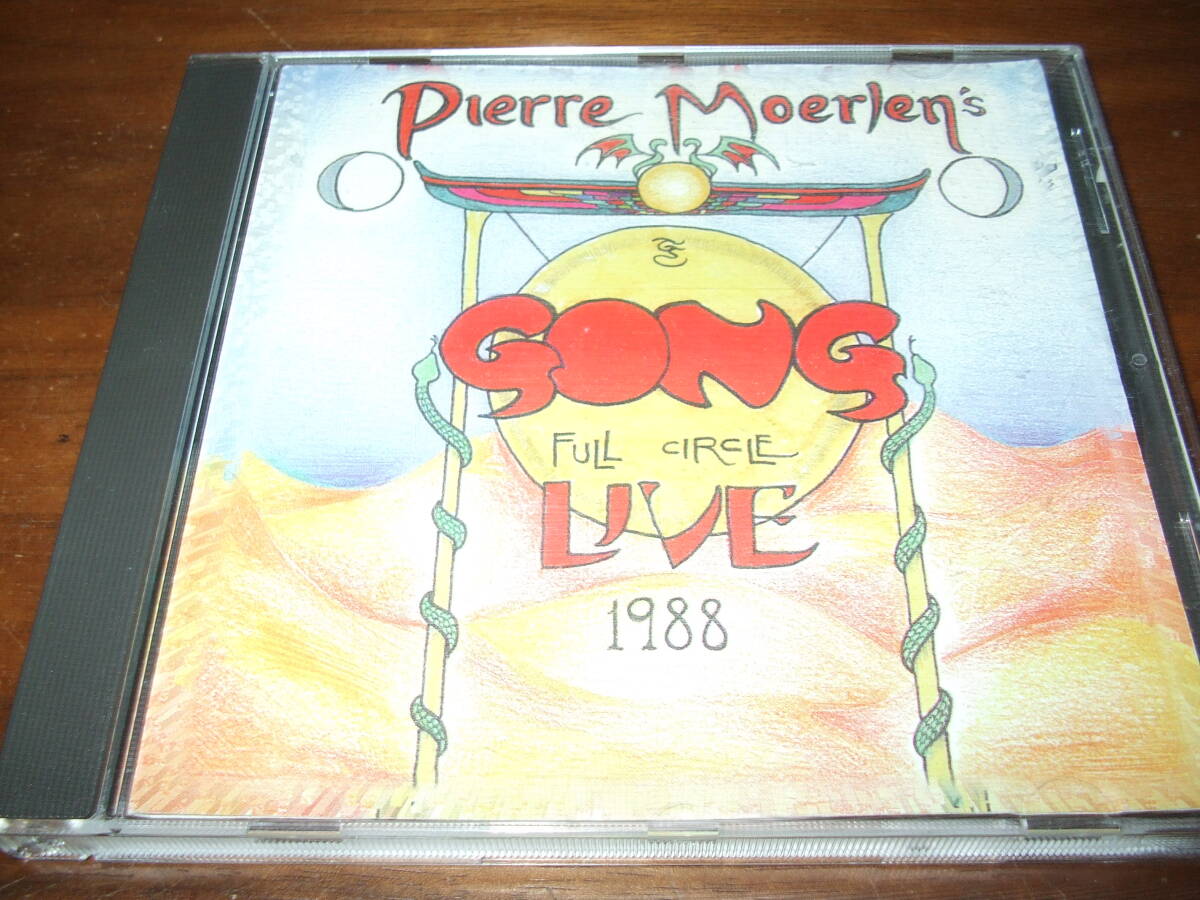 Pierre Moerlen's
GONG
FULL CIRCLE
LIVE
1988